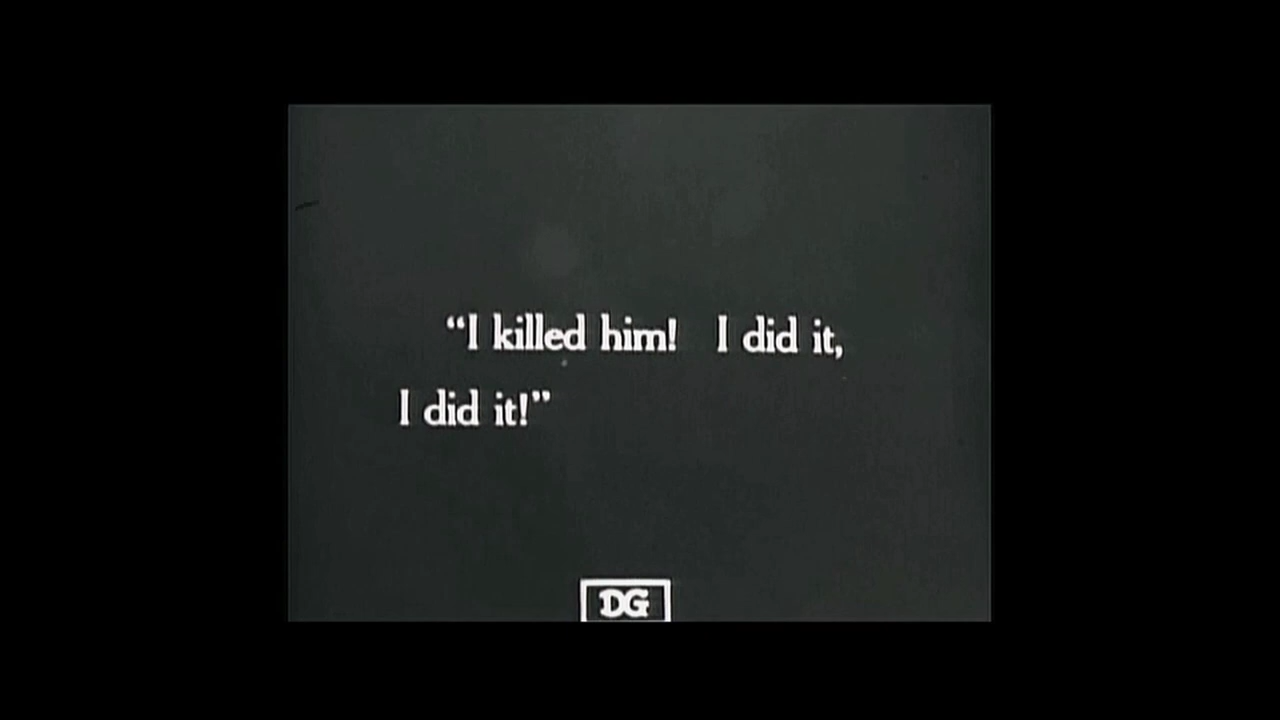 “I killed him!   I did it,
I did it!”
DG